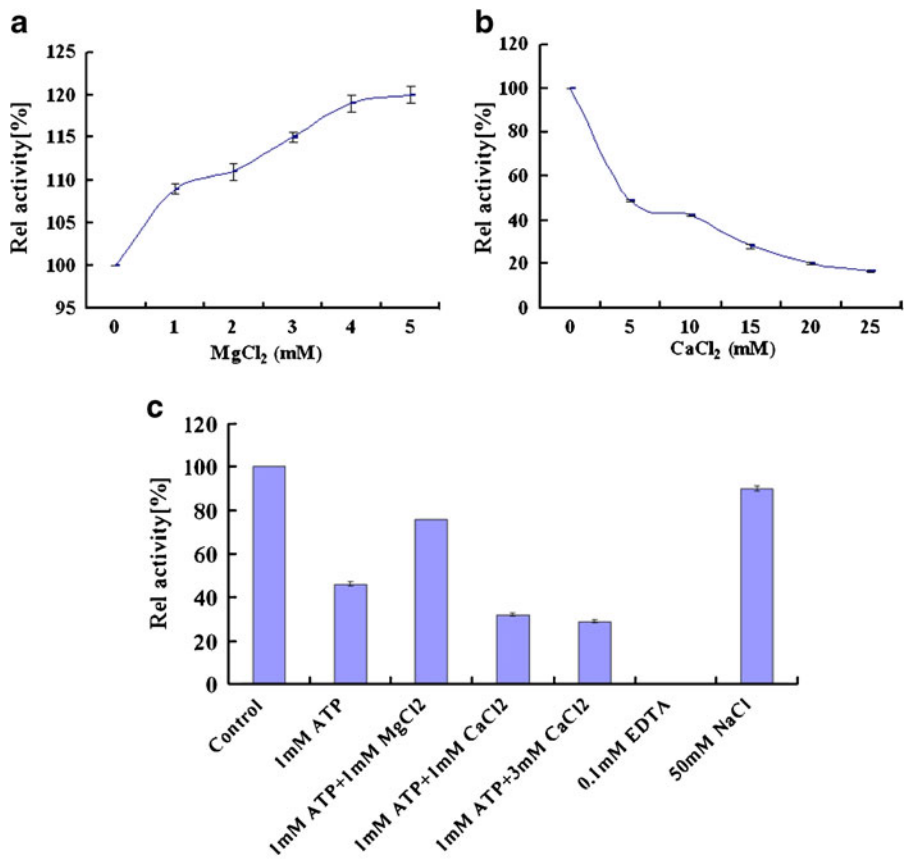 a
125
120
115
110
105
100
95
Rel activity[%]
0 1 2 3 4 5
MgCl₂ (mM)
b
120
100
80
60
40
20
0
Rel activity[%]
0 5 10 15 20 25
CaCl₂ (mM)
c
120
100
80
60
40
20
0
Rel activity[%]
Control
1mM ATP
1mM ATP+1mM MgCl2
1mM ATP+1mM CaCl2
1mM ATP+3mM CaCl2
0.1mM EDTA
50mM NaCl